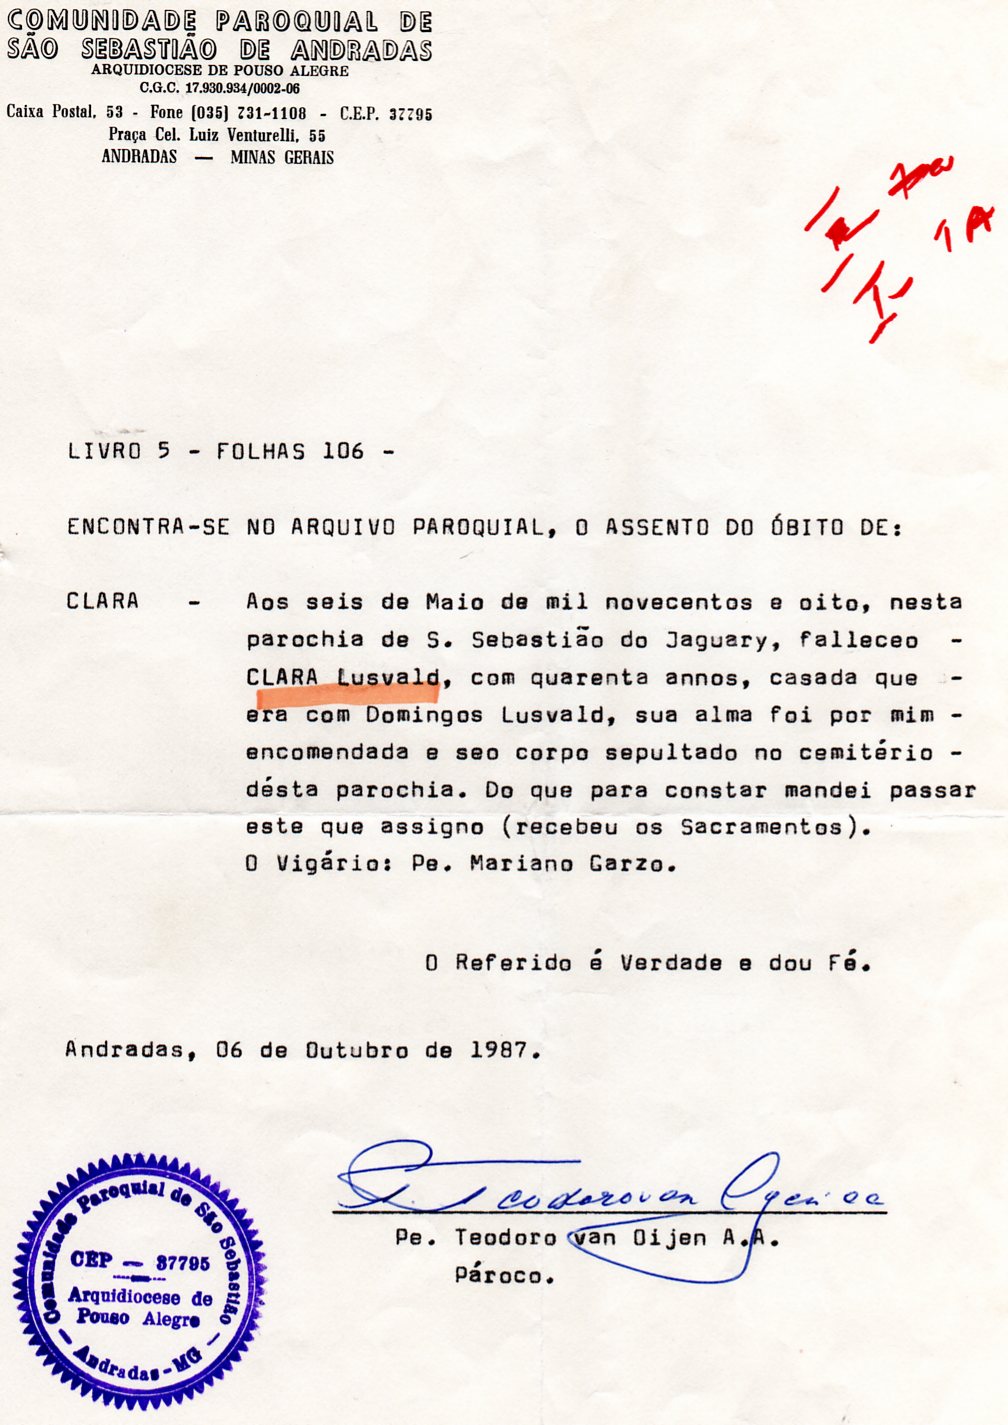 COMUNIDADE PAROQUIAL DE
SÃO SEBASTIÃO DE ANDRADAS
ARQUIDIOCESE DE POUSO ALEGRE
C.G.C. 17.930.934/0002-06
Caixa Postal, 53 - Fone (035) 731-1108 - C.E.P. 37795
Praça Cel. Luiz Venturelli, 55
ANDRADAS — MINAS GERAIS
LIVRO 5 - FOLHAS 106 -
ENCONTRA-SE NO ARQUIVO PAROQUIAL, O ASSENTO DO ÓBITO DE:
CLARA - Aos seis de Maio de mil novecentos e oito, nesta
parochia de S. Sebastião do Jaguary, falleceo -
CLARA Lusvald, com quarenta annos, casada que -
era com Domingos Lusvald, sua alma foi por mim -
encomendada e seo corpo sepultado no cemitério -
désta parochia. Do que para constar mandei passar
este que assigno (recebeu os Sacramentos).
O Vigário: Pe. Mariano Garzo.
O Referido é Verdade e dou Fé.
Andradas, 06 de Outubro de 1987.
Pe. Teodoro van Oijen A.A.
Pároco.
Comunidade Paroquial de São Sebastião
CEP — 37795
Arquidiocese de
Pouso Alegre
— Andradas-MG —